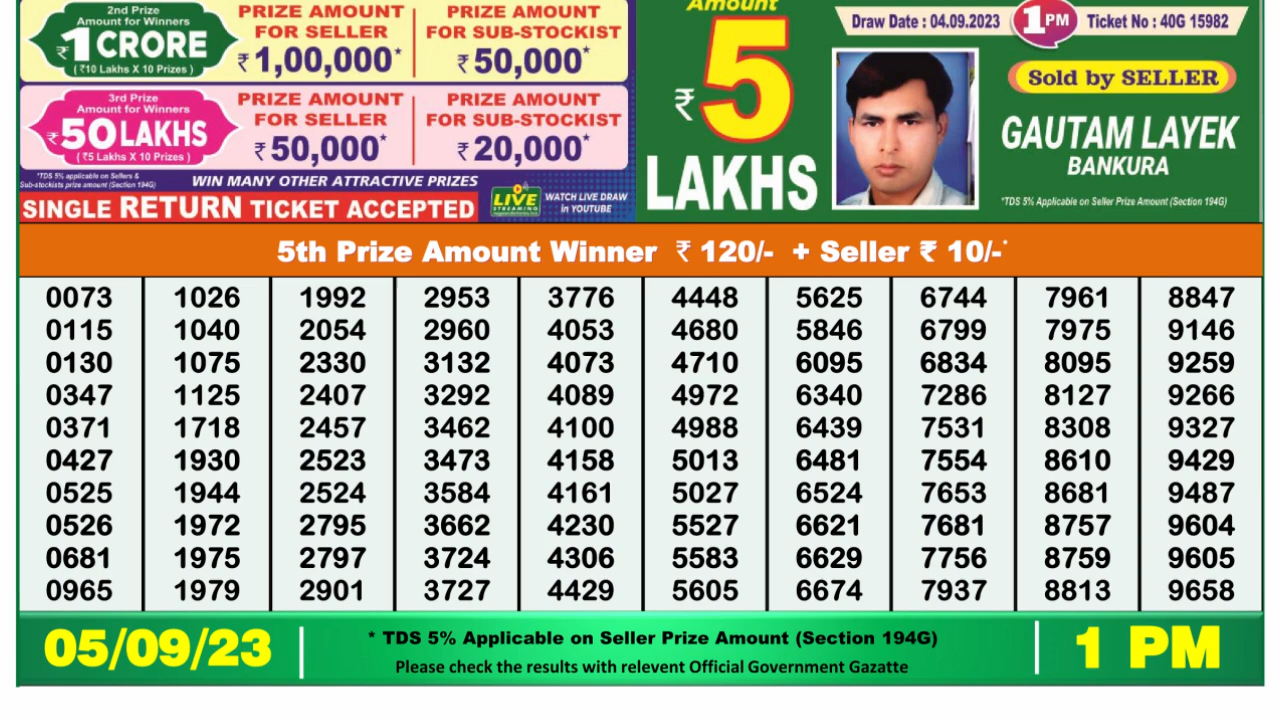 2nd Prize
Amount for Winners
₹1 CRORE
(₹10 Lakhs X 10 Prizes)
PRIZE AMOUNT
FOR SELLER
₹1,00,000*
PRIZE AMOUNT
FOR SUB-STOCKIST
₹50,000*
3rd Prize
Amount for Winners
₹50 LAKHS
(₹5 Lakhs X 10 Prizes)
PRIZE AMOUNT
FOR SELLER
₹50,000*
PRIZE AMOUNT
FOR SUB-STOCKIST
₹20,000*
*TDS 5% applicable on Sellers &
Sub-stockists prize amount (Section 194G)
WIN MANY OTHER ATTRACTIVE PRIZES
SINGLE RETURN TICKET ACCEPTED
LIVE
STREAMING
WATCH LIVE DRAW
in YOUTUBE
Amount
₹5
LAKHS
Draw Date : 04.09.2023 1PM Ticket No : 40G 15982
Sold by SELLER
GAUTAM LAYEK
BANKURA
*TDS 5% Applicable on Seller Prize Amount (Section 194G)
5th Prize Amount Winner ₹ 120/- + Seller ₹ 10/-*
0073 1026 1992 2953 3776 4448 5625 6744 7961 8847
0115 1040 2054 2960 4053 4680 5846 6799 7975 9146
0130 1075 2330 3132 4073 4710 6095 6834 8095 9259
0347 1125 2407 3292 4089 4972 6340 7286 8127 9266
0371 1718 2457 3462 4100 4988 6439 7531 8308 9327
0427 1930 2523 3473 4158 5013 6481 7554 8610 9429
0525 1944 2524 3584 4161 5027 6524 7653 8681 9487
0526 1972 2795 3662 4230 5527 6621 7681 8757 9604
0681 1975 2797 3724 4306 5583 6629 7756 8759 9605
0965 1979 2901 3727 4429 5605 6674 7937 8813 9658
05/09/23
* TDS 5% Applicable on Seller Prize Amount (Section 194G)
Please check the results with relevent Official Government Gazatte
1 PM